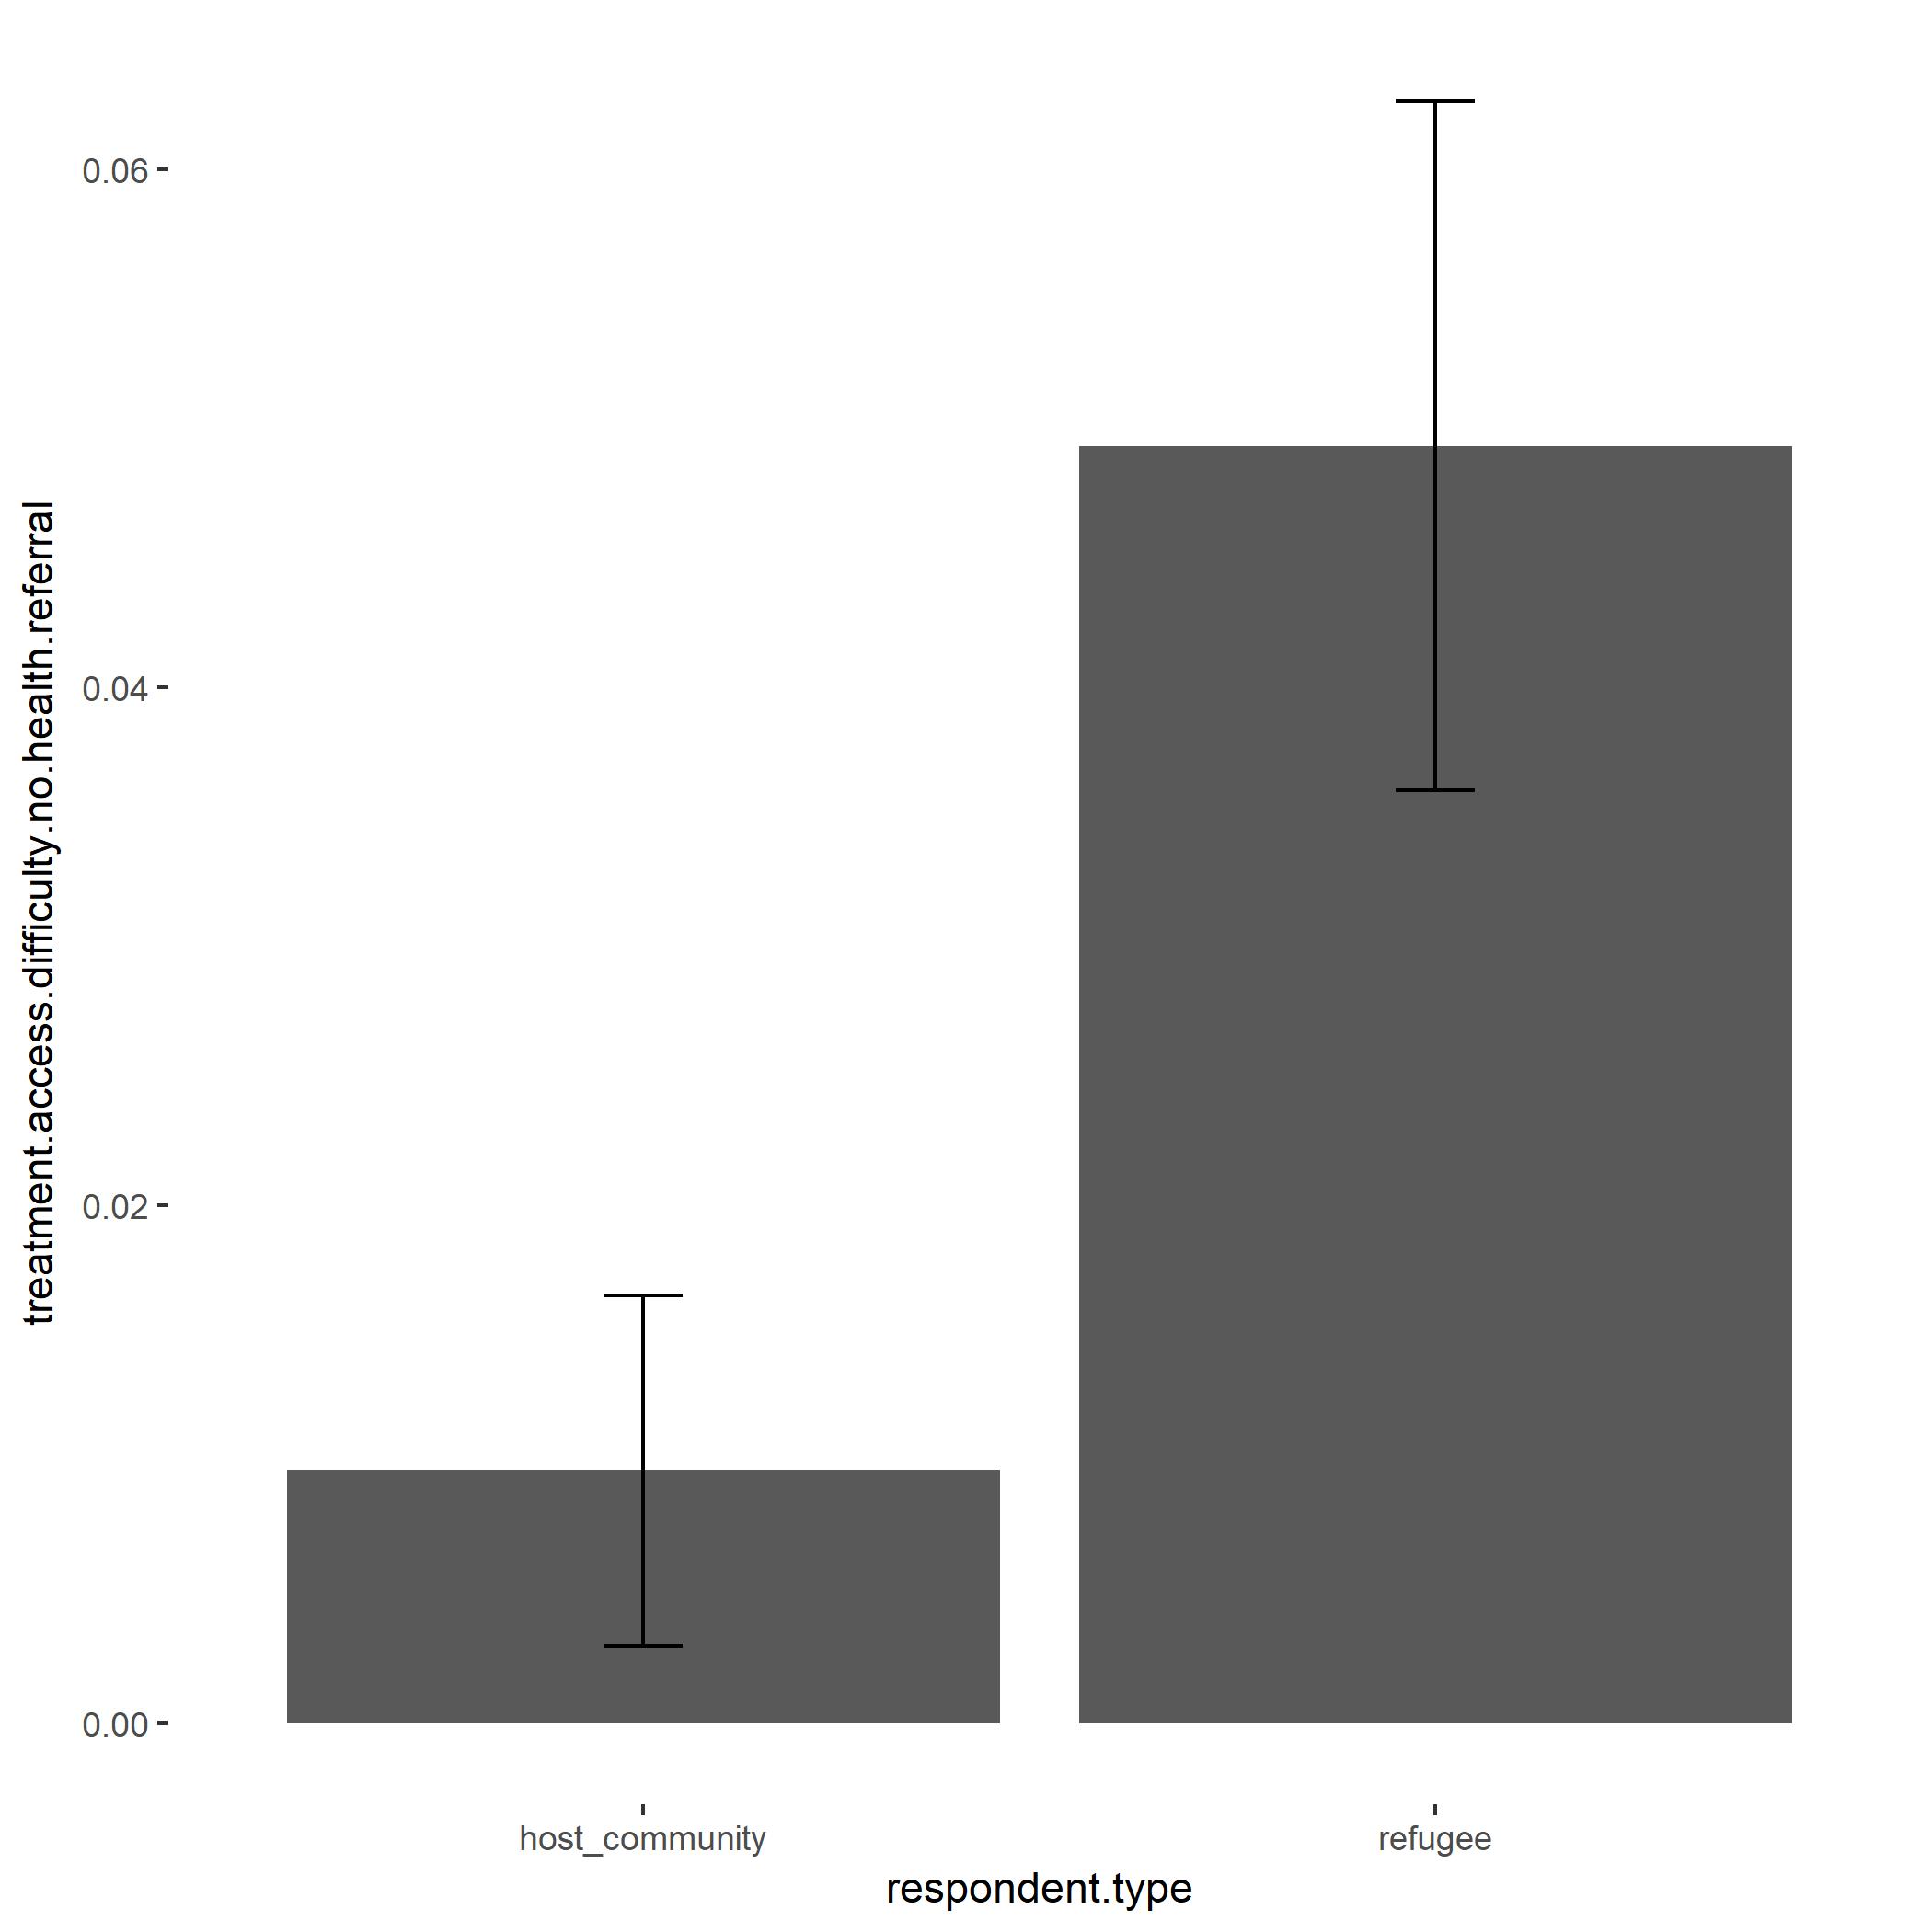 treatment.access.difficulty.no.health.referral
0.06
0.04
0.02
0.00
host_community refugee
respondent.type